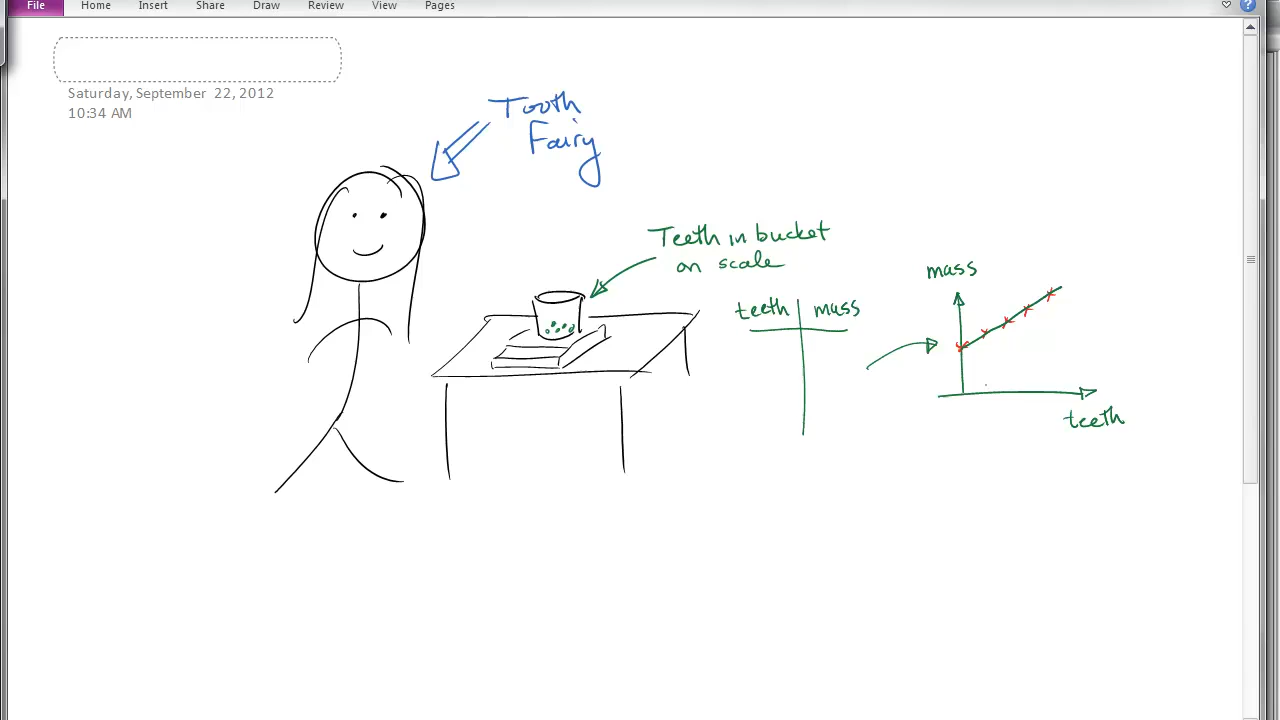 File Home Insert Share Draw Review View Pages
Saturday, September 22, 2012
10:34 AM
Tooth
Fairy
Teeth in bucket
on scale
teeth mass
mass
teeth